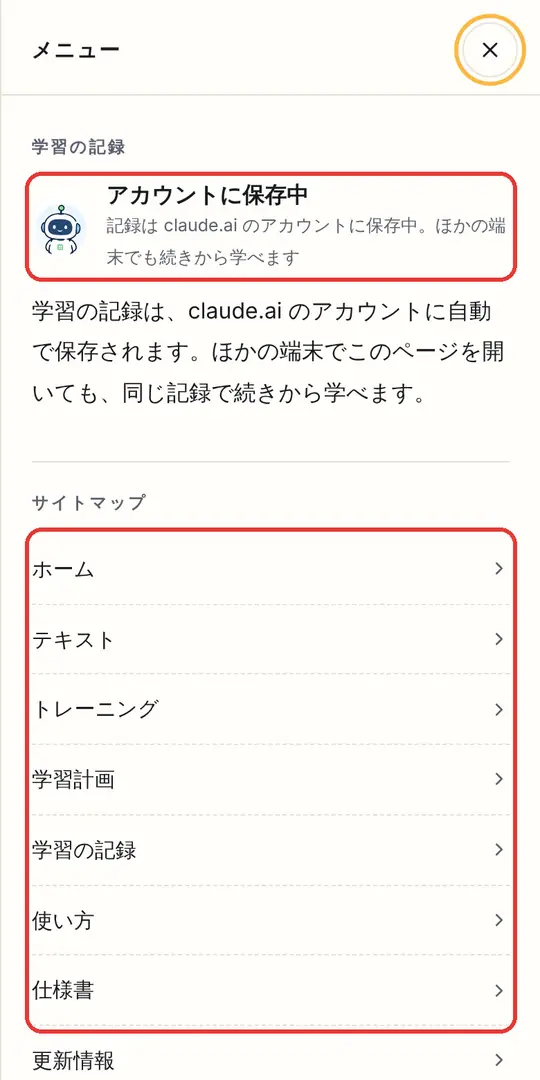 メニュー
学習の記録
アカウントに保存中
記録は claude.ai のアカウントに保存中。ほかの端
末でも続きから学べます
学習の記録は、claude.ai のアカウントに自動
で保存されます。ほかの端末でこのページを開
いても、同じ記録で続きから学べます。
サイトマップ
ホーム
テキスト
トレーニング
学習計画
学習の記録
使い方
仕様書
更新情報